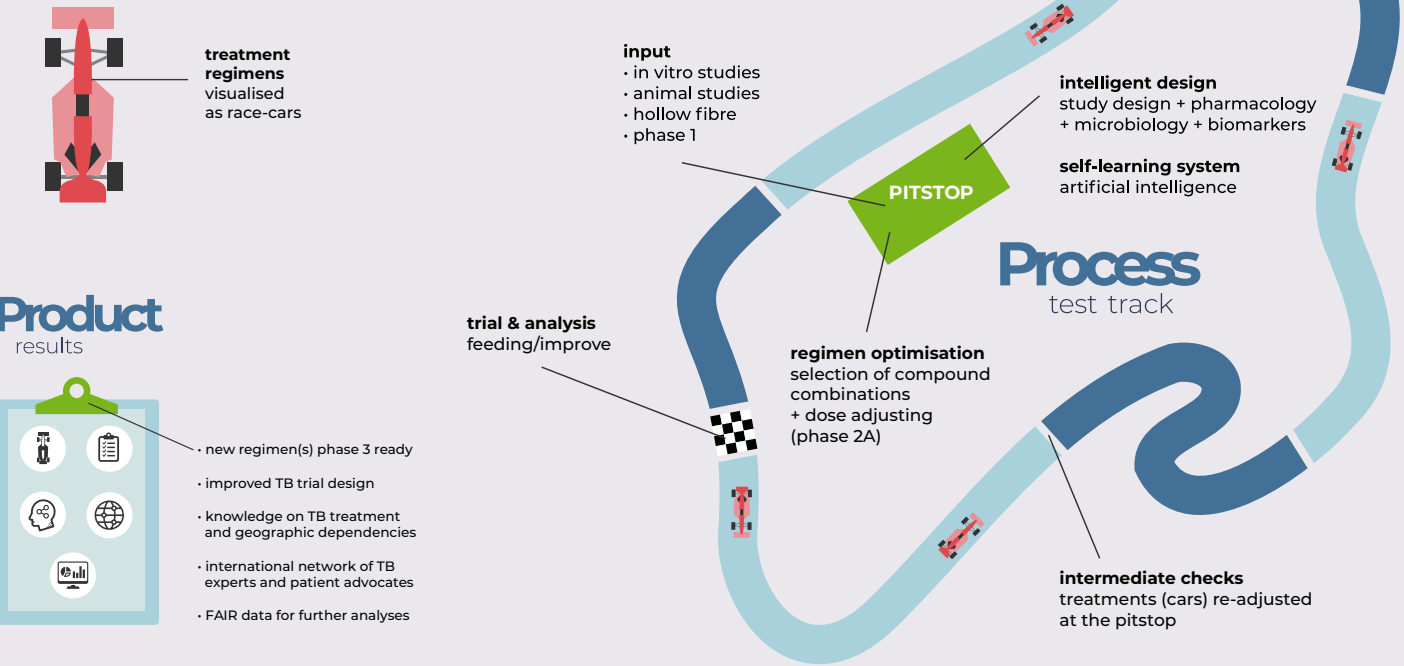 treatment
regimens
visualised
as race-cars
Product
results
• new regimen(s) phase 3 ready
• improved TB trial design
• knowledge on TB treatment
and geographic dependencies
• international network of TB
experts and patient advocates
• FAIR data for further analyses
input
• in vitro studies
• animal studies
• hollow fibre
• phase 1
PITSTOP
intelligent design
study design + pharmacology
+ microbiology + biomarkers
self-learning system
artificial intelligence
Process
test track
trial & analysis
feeding/improve
regimen optimisation
selection of compound
combinations
+ dose adjusting
(phase 2A)
intermediate checks
treatments (cars) re-adjusted
at the pitstop